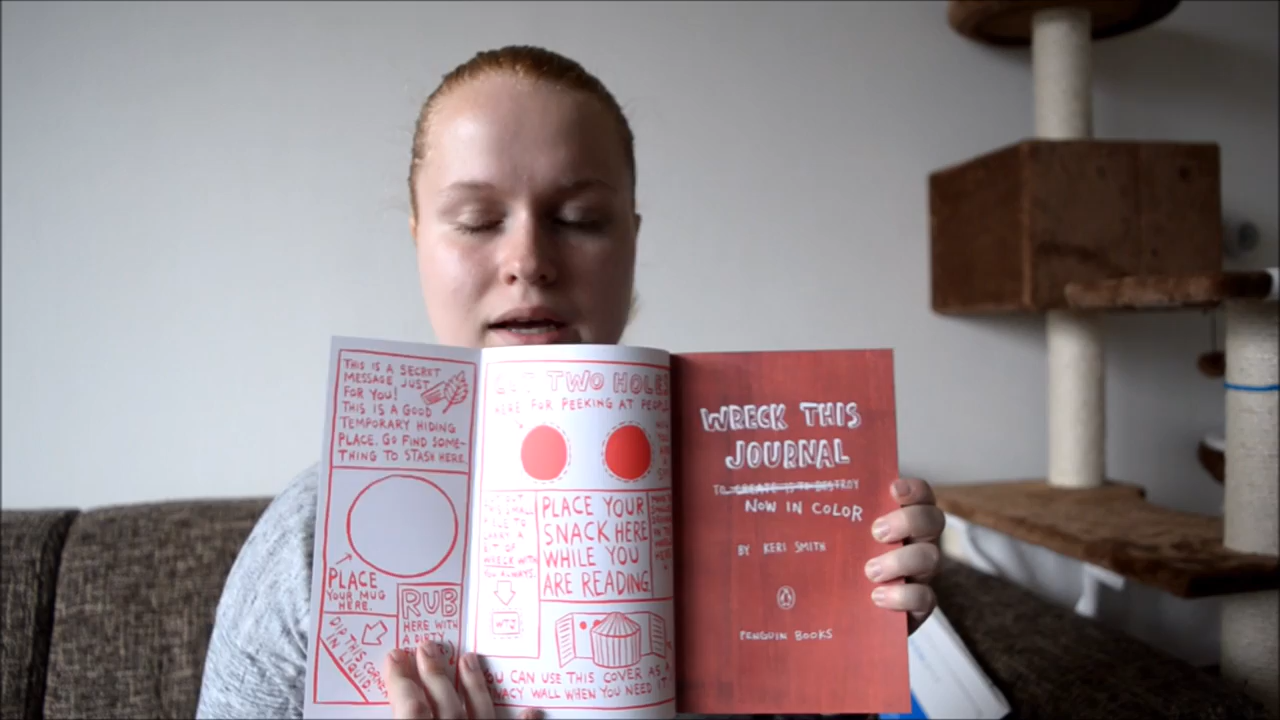 THIS IS A SECRET
MESSAGE JUST
FOR YOU!
THIS IS A GOOD
TEMPORARY HIDING
PLACE. GO FIND SOME-
THING TO STASH HERE.
PLACE
YOUR MUG
HERE.
RUB
HERE WITH
A DIRTY
DIP THIS CORNER
IN LIQUID.
TWO HOLES
HERE FOR PEEKING AT PEOPLE
PLACE YOUR
SNACK HERE
WHILE YOU
ARE READING.
WTJ
YOU CAN USE THIS COVER AS A
PRIVACY WALL WHEN YOU NEED IT.
WRECK THIS
JOURNAL
TO CREATE IS TO DESTROY
NOW IN COLOR
BY KERI SMITH
PENGUIN BOOKS